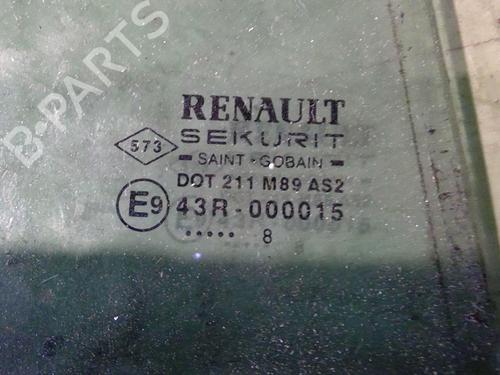 B-PARTS
RENAULT
SEKURIT
573
SAINT-GOBAIN
DOT 211 M89 AS2
E9
43R-000015
..... 8